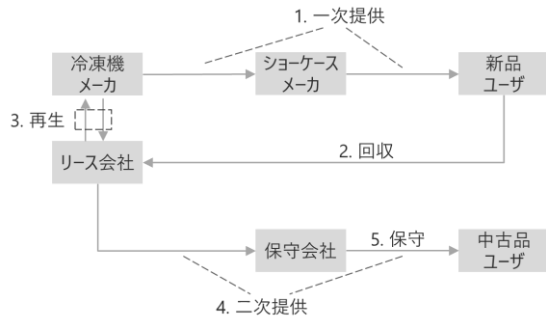 1. 一次提供
冷凍機
メーカ
ショーケース
メーカ
新品
ユーザ
3. 再生
2. 回収
リース会社
5. 保守
保守会社
中古品
ユーザ
4. 二次提供